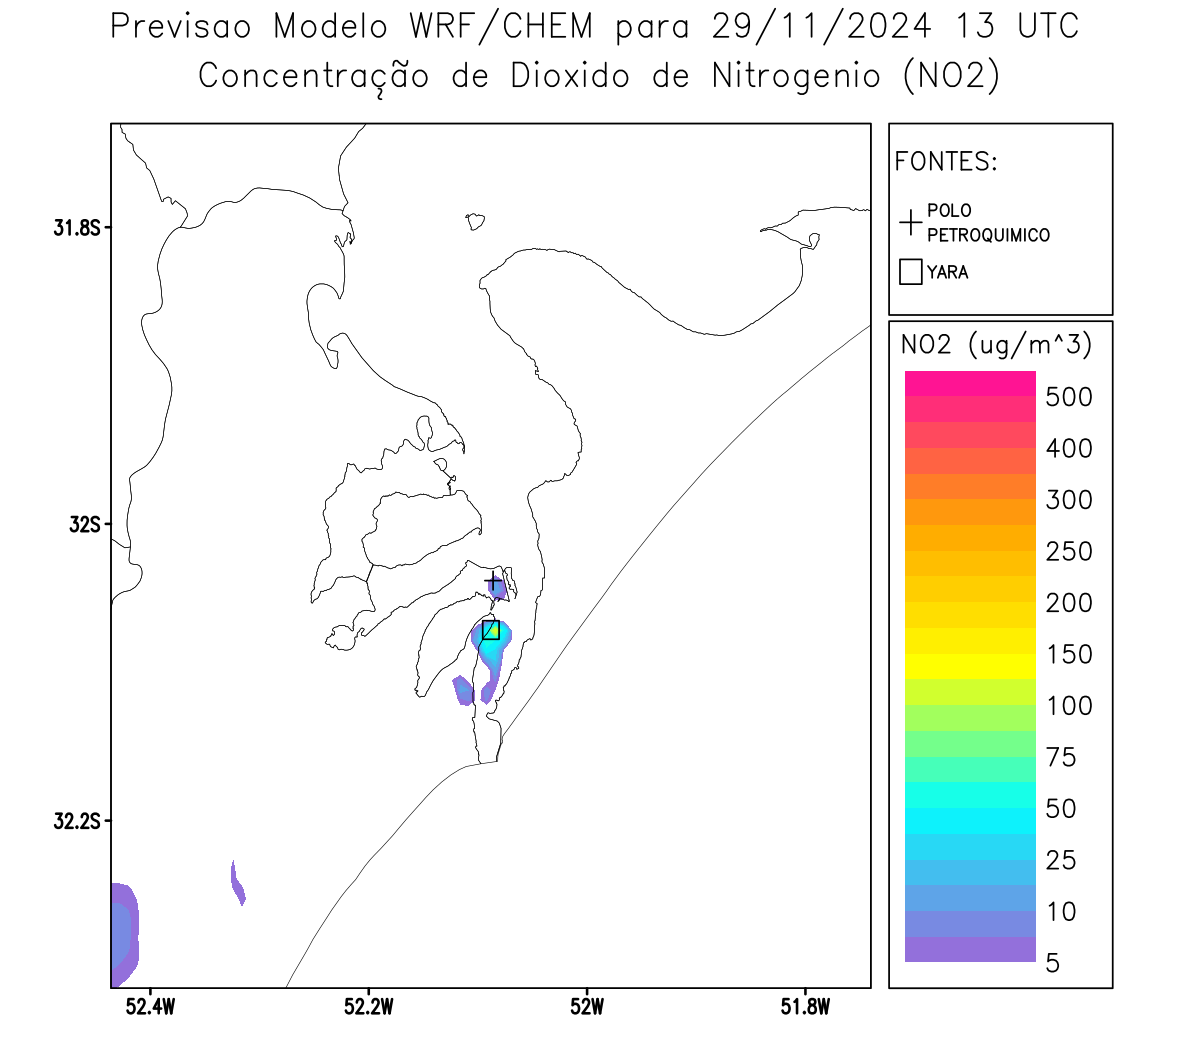 Previsao Modelo WRF/CHEM para 29/11/2024 13 UTC
Concentração de Dioxido de Nitrogenio (NO2)
FONTES:
POLO
PETROQUIMICO
YARA
NO2 (ug/m^3)
500
400
300
250
200
150
100
75
50
25
10
5
31.8S
32S
32.2S
52.4W
52.2W
52W
51.8W